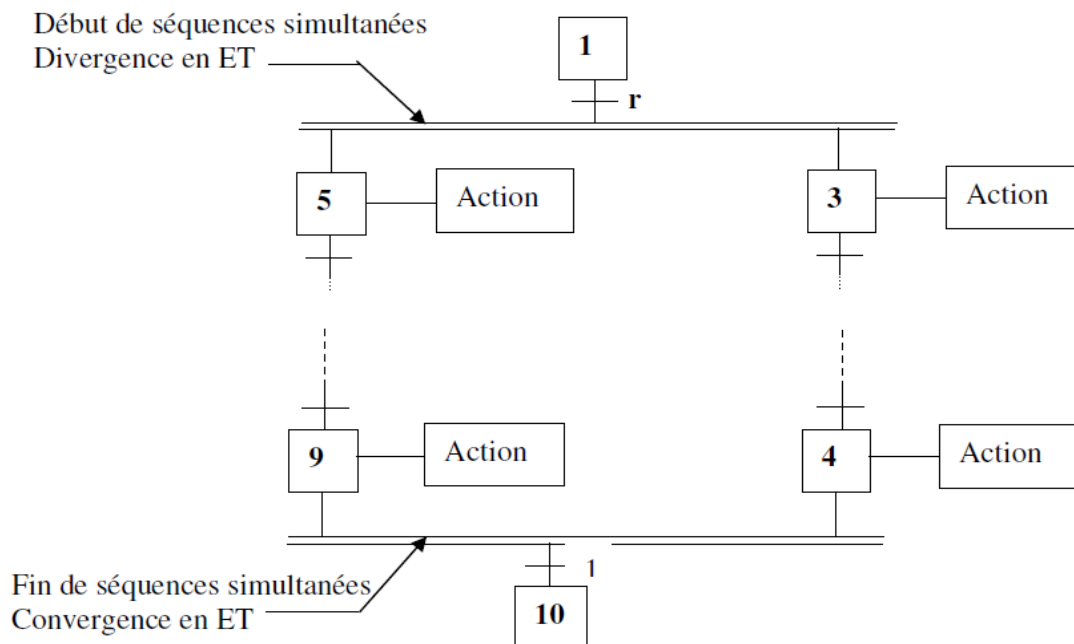 Début de séquences simultanées
Divergence en ET
1
r
5
Action
3
Action
9
Action
4
Action
Fin de séquences simultanées
Convergence en ET
1
10